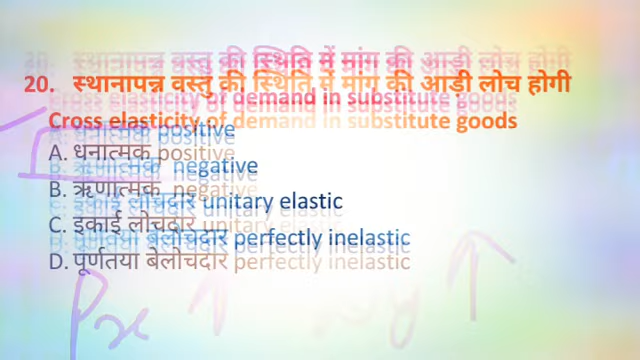 20. स्थानापन्न वस्तु की स्थिति में मांग की आड़ी लोच होगी
Cross elasticity of demand in substitute goods
A. धनात्मक positive
B. ऋणात्मक negative
C. इकाई लोचदार unitary elastic
D. पूर्णतया बेलोचदार perfectly inelastic
Px